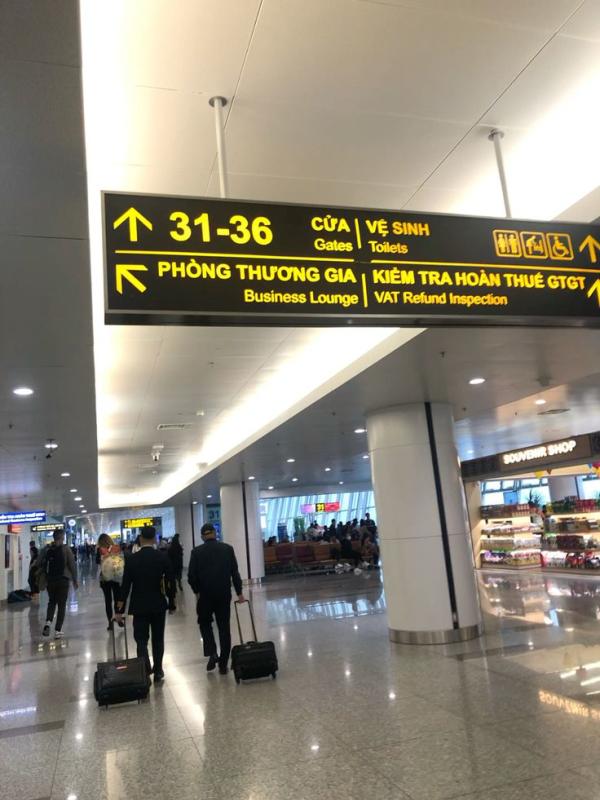 31-36
CỬA
Gates
VỆ SINH
Toilets
PHÒNG THƯƠNG GIA
Business Lounge
KIỂM TRA HOÀN THUẾ GTGT
VAT Refund Inspection
SOUVENIR SHOP
31